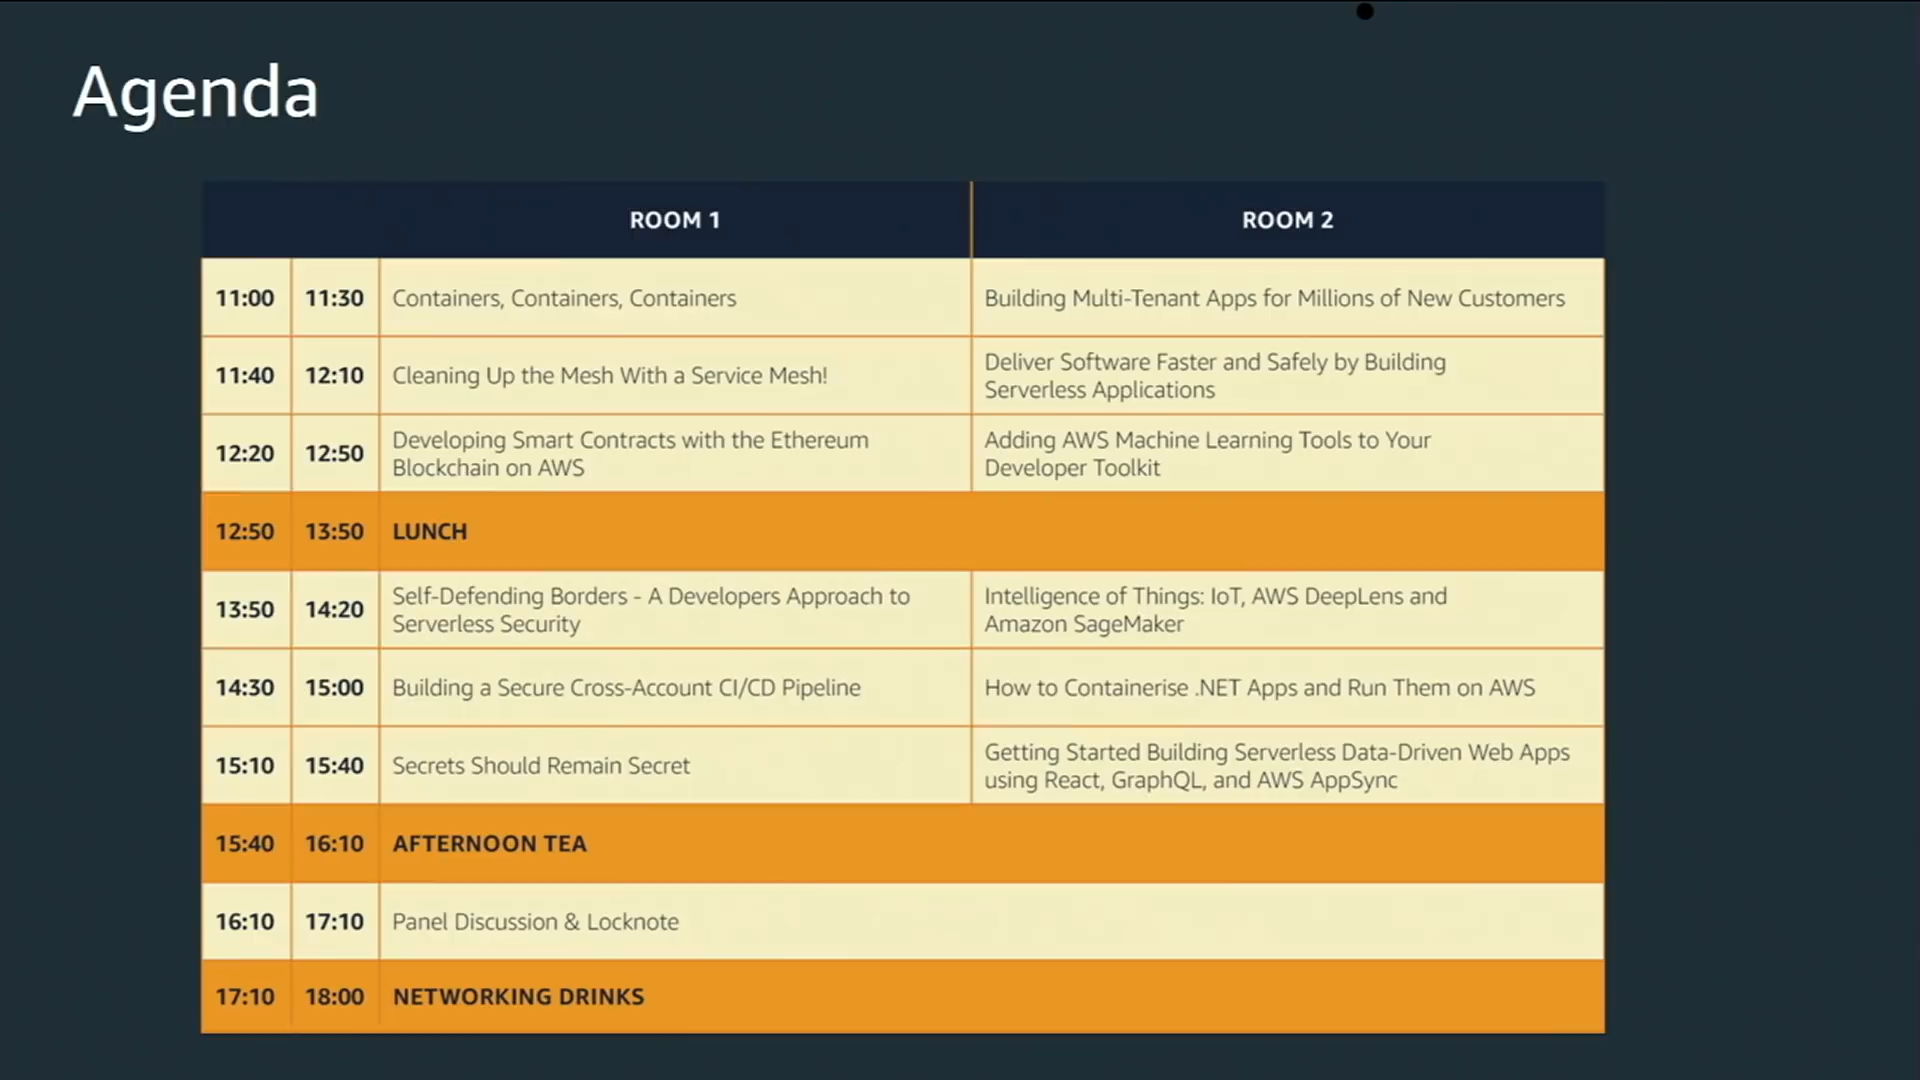 Agenda
ROOM 1
ROOM 2
11:00 11:30 Containers, Containers, Containers
Building Multi-Tenant Apps for Millions of New Customers
11:40 12:10 Cleaning Up the Mesh With a Service Mesh!
Deliver Software Faster and Safely by Building
Serverless Applications
12:20 12:50 Developing Smart Contracts with the Ethereum
Blockchain on AWS
Adding AWS Machine Learning Tools to Your
Developer Toolkit
12:50 13:50 LUNCH
13:50 14:20 Self-Defending Borders - A Developers Approach to
Serverless Security
Intelligence of Things: IoT, AWS DeepLens and
Amazon SageMaker
14:30 15:00 Building a Secure Cross-Account CI/CD Pipeline
How to Containerise .NET Apps and Run Them on AWS
15:10 15:40 Secrets Should Remain Secret
Getting Started Building Serverless Data-Driven Web Apps
using React, GraphQL, and AWS AppSync
15:40 16:10 AFTERNOON TEA
16:10 17:10 Panel Discussion & Locknote
17:10 18:00 NETWORKING DRINKS